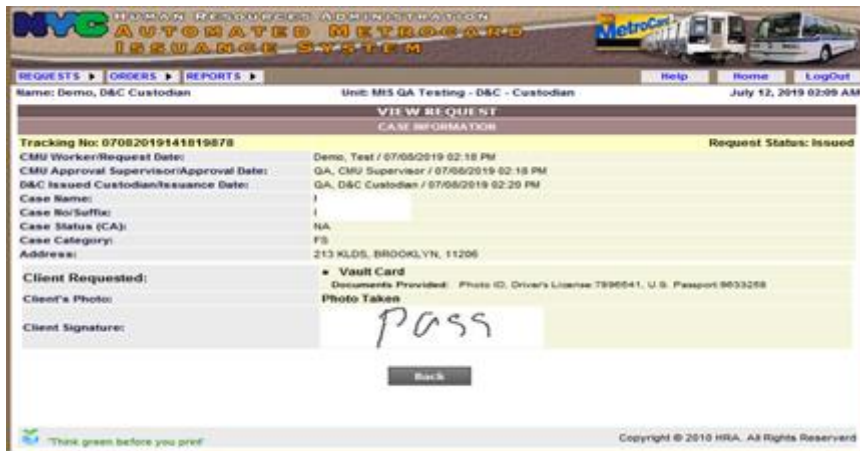 NYC HUMAN RESOURCES ADMINISTRATION
AUTOMATED METROCARD
ISSUANCE SYSTEM
MetroCard
REQUESTS ORDERS REPORTS Help Home LogOut
Name: Demo, D&C Custodian Unit: MIS QA Testing - D&C - Custodian July 12, 2019 02:09 AM
VIEW REQUEST
CASE INFORMATION
Tracking No: 07082019141819878 Request Status: Issued
CMU Worker/Request Date: Demo, Test / 07/08/2019 02:18 PM
CMU Approval Supervisor/Approval Date: QA, CMU Supervisor / 07/08/2019 02:18 PM
D&C Issued Custodian/Issuance Date: QA, D&C Custodian / 07/08/2019 02:20 PM
Case Name:
Case No/Suffix:
Case Status (CA): NA
Case Category: FS
Address: 213 KLDS, BROOKLYN, 11206
Client Requested: • Vault Card
Documents Provided: Photo ID, Driver's License 7896541, U.S. Passport 9633258
Client's Photo: Photo Taken
Client Signature: pass
Back
"Think green before you print" Copyright © 2010 HRA. All Rights Reserverd